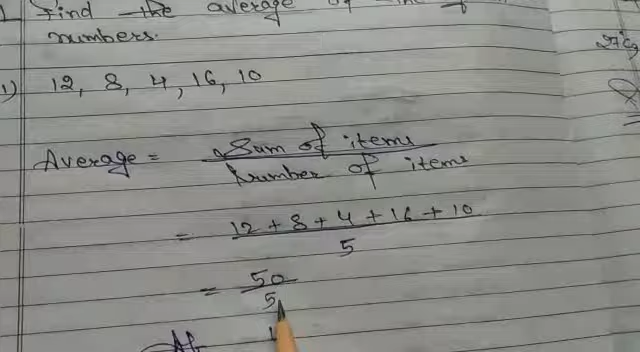 Find the average of the
numbers.
1) 12, 8, 4, 16, 10
Average = Sum of items
Number of items
= 12 + 8 + 4 + 16 + 10
5
= 50
5